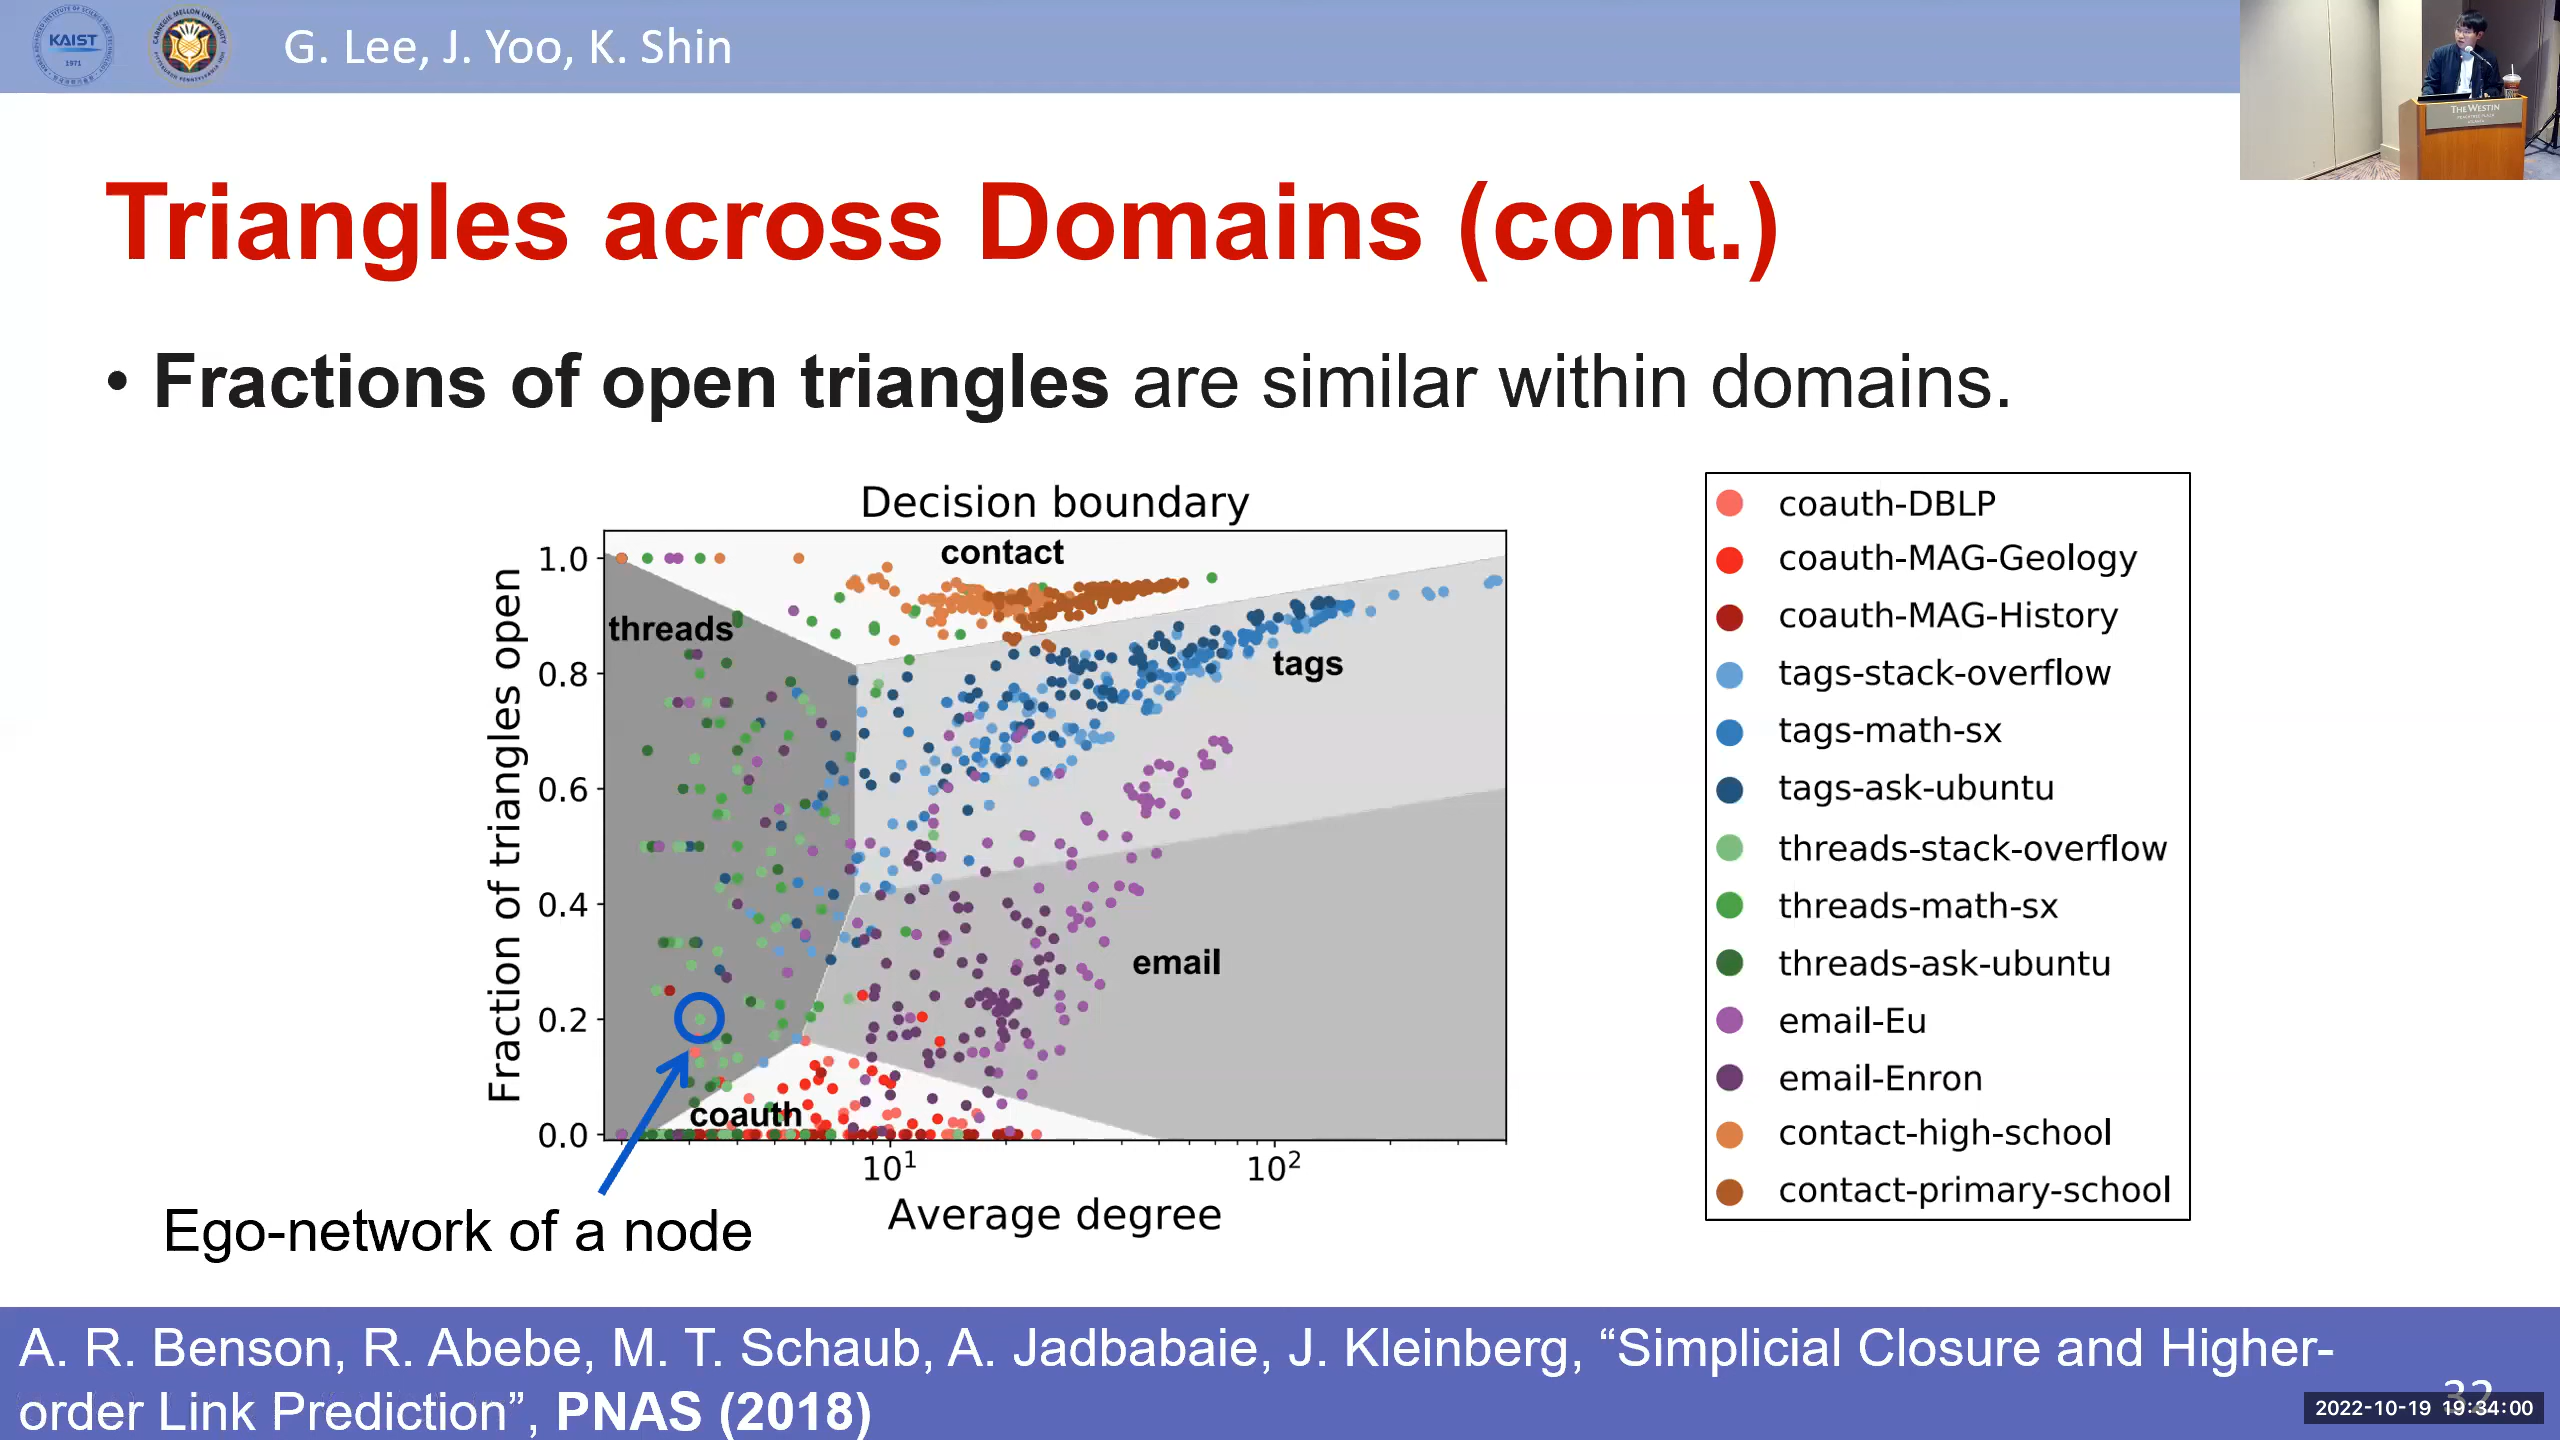 KAIST
1971
G. Lee, J. Yoo, K. Shin
THE WESTIN
Triangles across Domains (cont.)
• Fractions of open triangles are similar within domains.
Decision boundary
Fraction of triangles open
1.0
0.8
0.6
0.4
0.2
0.0
contact
threads
tags
email
coauth
10¹
10²
Average degree
Ego-network of a node
coauth-DBLP
coauth-MAG-Geology
coauth-MAG-History
tags-stack-overflow
tags-math-sx
tags-ask-ubuntu
threads-stack-overflow
threads-math-sx
threads-ask-ubuntu
email-Eu
email-Enron
contact-high-school
contact-primary-school
A. R. Benson, R. Abebe, M. T. Schaub, A. Jadbabaie, J. Kleinberg, “Simplicial Closure and Higher-
order Link Prediction”, PNAS (2018)
32
2022-10-19 19:34:00